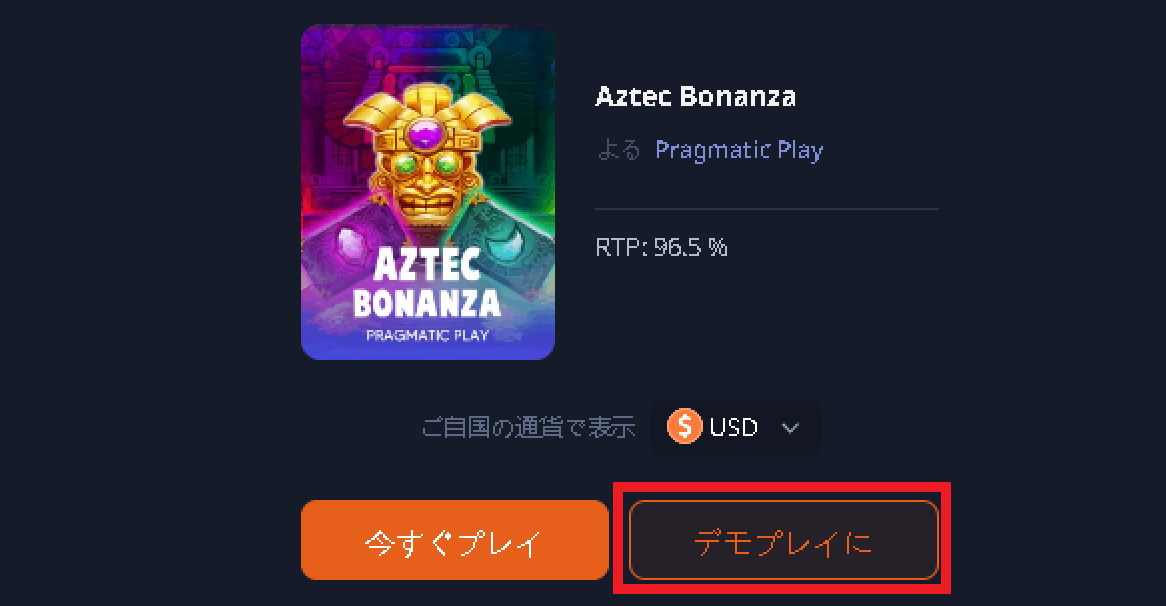 AZTEC
BONANZA
PRAGMATIC PLAY
Aztec Bonanza
よる Pragmatic Play
RTP: 96.5 %
ご自国の通貨で表示 $ USD
今すぐプレイ
デモプレイに